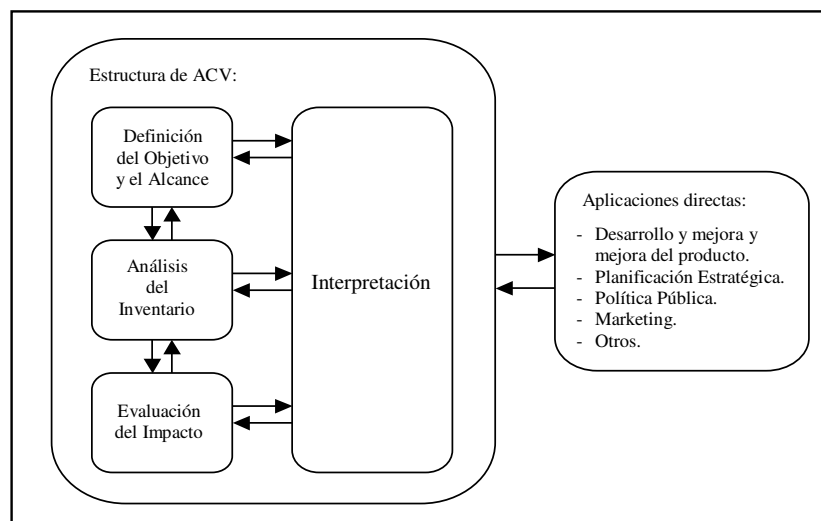 Estructura de ACV:
Definición
del Objetivo
y el Alcance
Análisis
del
Inventario
Evaluación
del Impacto
Interpretación
Aplicaciones directas:
- Desarrollo y mejora y
mejora del producto.
- Planificación Estratégica.
- Política Pública.
- Marketing.
- Otros.